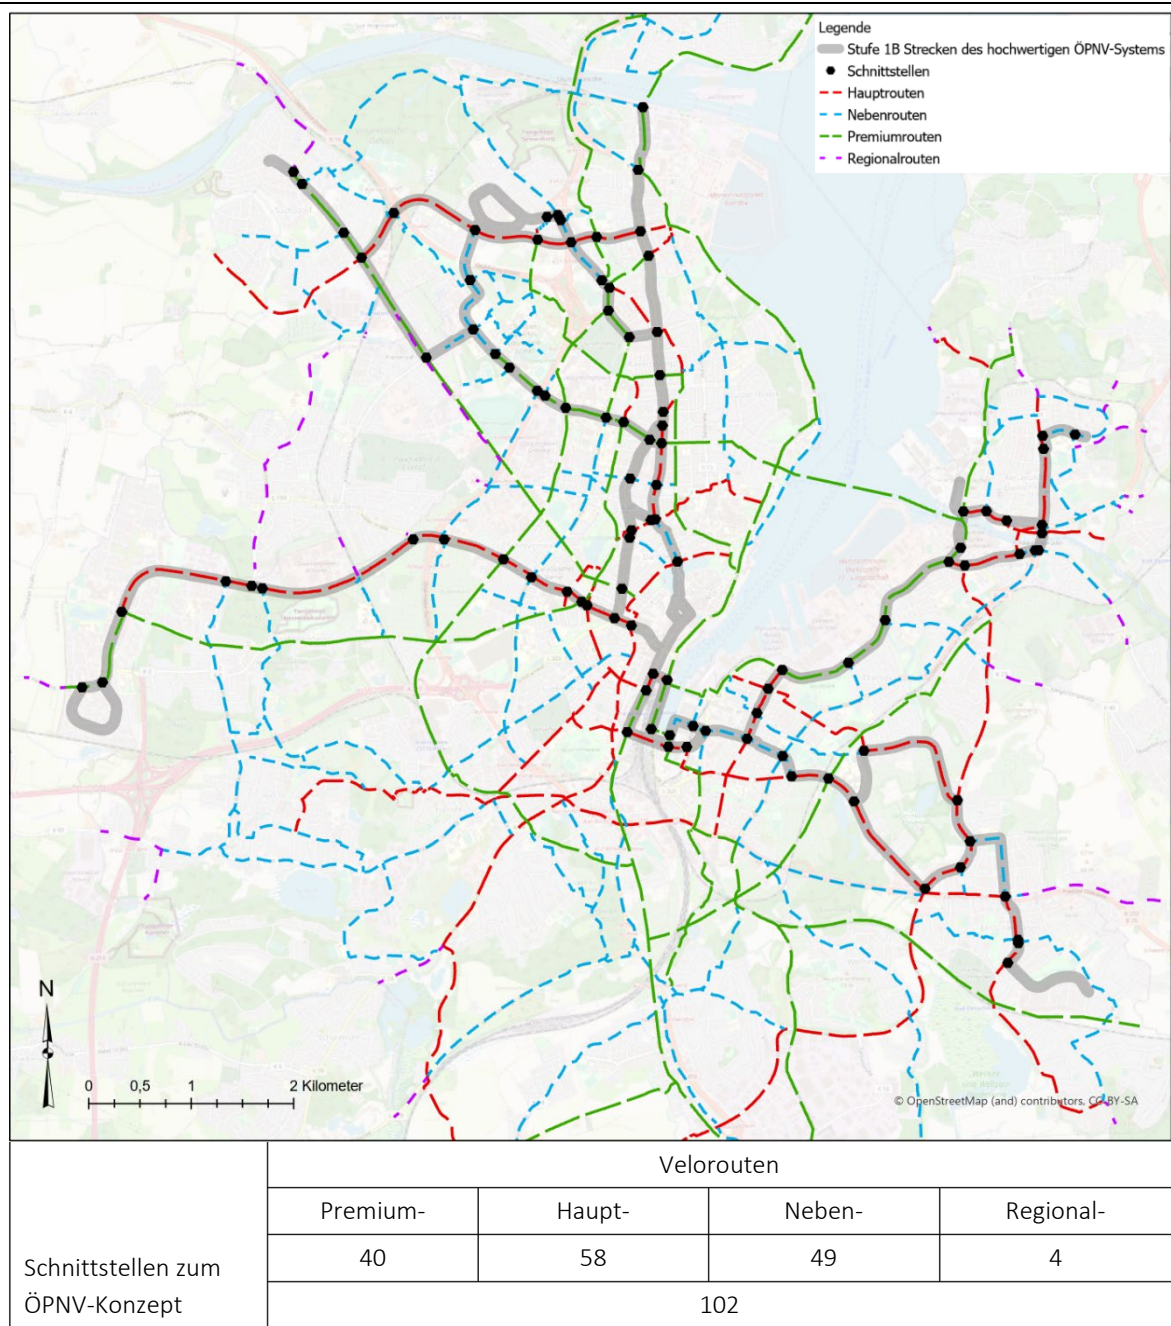 Legende
Stufe 1B Strecken des hochwertigen ÖPNV-Systems
Schnittstellen
Hauptrouten
Nebenrouten
Premiumrouten
Regionalrouten
N
0 0,5 1 2 Kilometer
© OpenStreetMap (and) contributors, CC-BY-SA
Velorouten
Premium- Haupt- Neben- Regional-
40 58 49 4
Schnittstellen zum
ÖPNV-Konzept
102